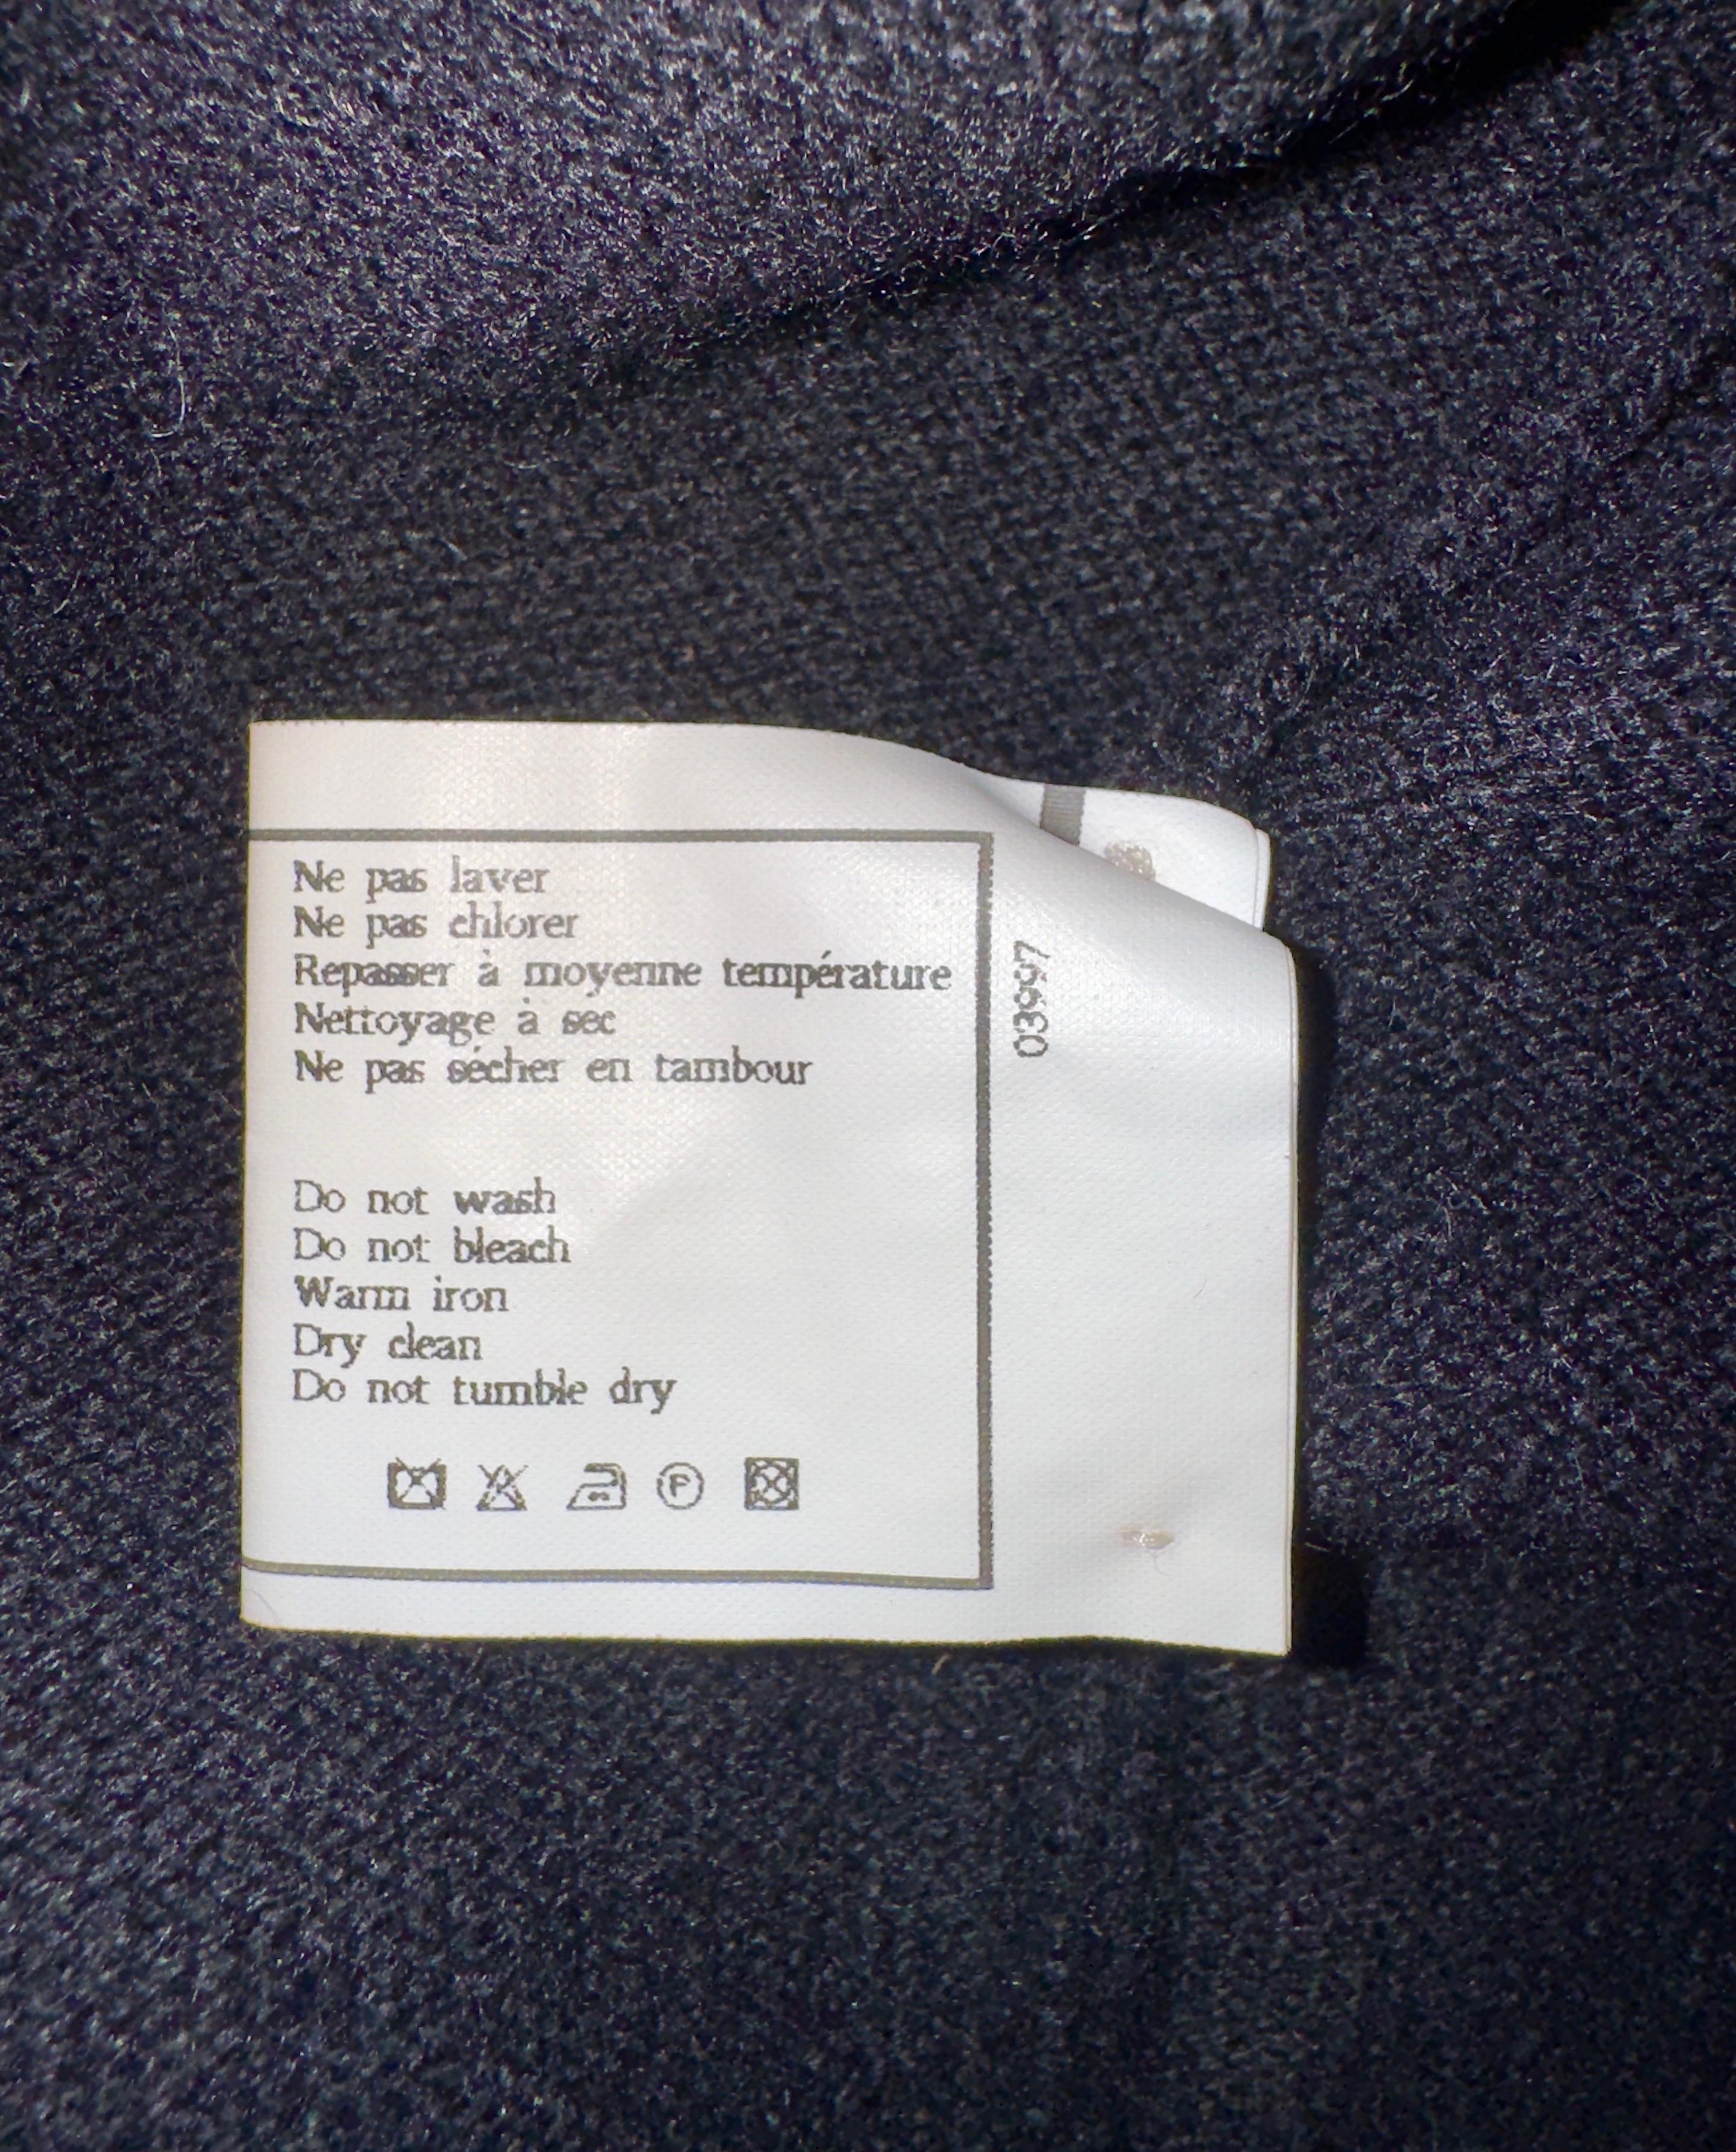 Ne pas laver
Ne pas chlorer
Repasser à moyenne température
Nettoyage à sec
Ne pas sécher en tambour
Do not wash
Do not bleach
Warm iron
Dry clean
Do not tumble dry
P
03997